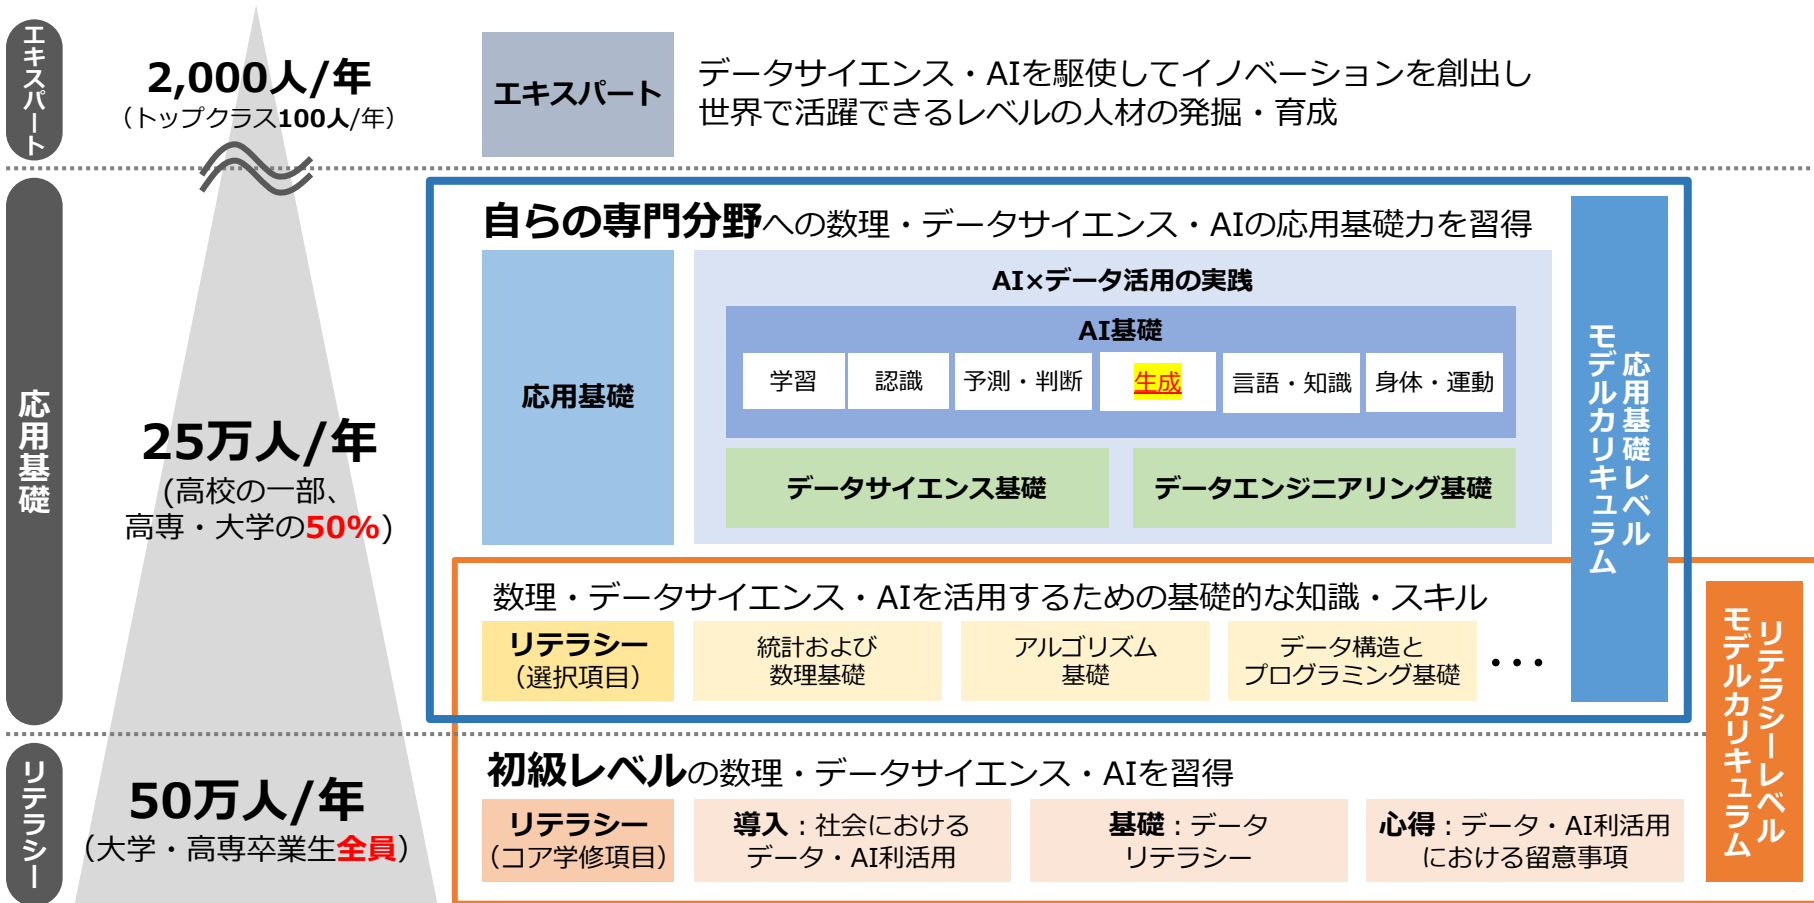 エキスパート
2,000人/年
（トップクラス100人/年）
エキスパート
データサイエンス・AIを駆使してイノベーションを創出し
世界で活躍できるレベルの人材の発掘・育成
応用基礎
25万人/年
(高校の一部、
高専・大学の50%)
自らの専門分野への数理・データサイエンス・AIの応用基礎力を習得
応用基礎
AI×データ活用の実践
AI基礎
学習
認識
予測・判断
生成
言語・知識
身体・運動
データサイエンス基礎
データエンジニアリング基礎
応用基礎レベル
モデルカリキュラム
数理・データサイエンス・AIを活用するための基礎的な知識・スキル
リテラシー
（選択項目）
統計および
数理基礎
アルゴリズム
基礎
データ構造と
プログラミング基礎
・・・
リテラシーレベル
モデルカリキュラム
リテラシー
50万人/年
（大学・高専卒業生全員）
初級レベルの数理・データサイエンス・AIを習得
リテラシー
（コア学修項目）
導入：社会における
データ・AI利活用
基礎：データ
リテラシー
心得：データ・AI利活用
における留意事項